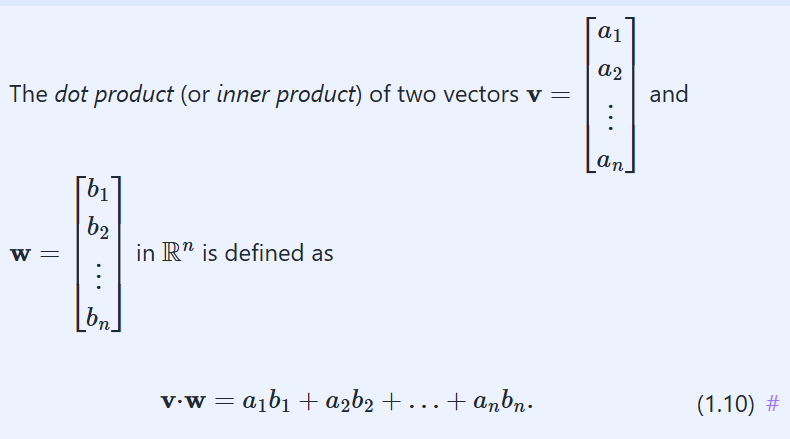 The dot product (or inner product) of two vectors v = [a₁ a₂ ⋮ aₙ] and
w = [b₁ b₂ ⋮ bₙ] in ℝⁿ is defined as
v·w = a₁b₁ + a₂b₂ + … + aₙbₙ. (1.10) #